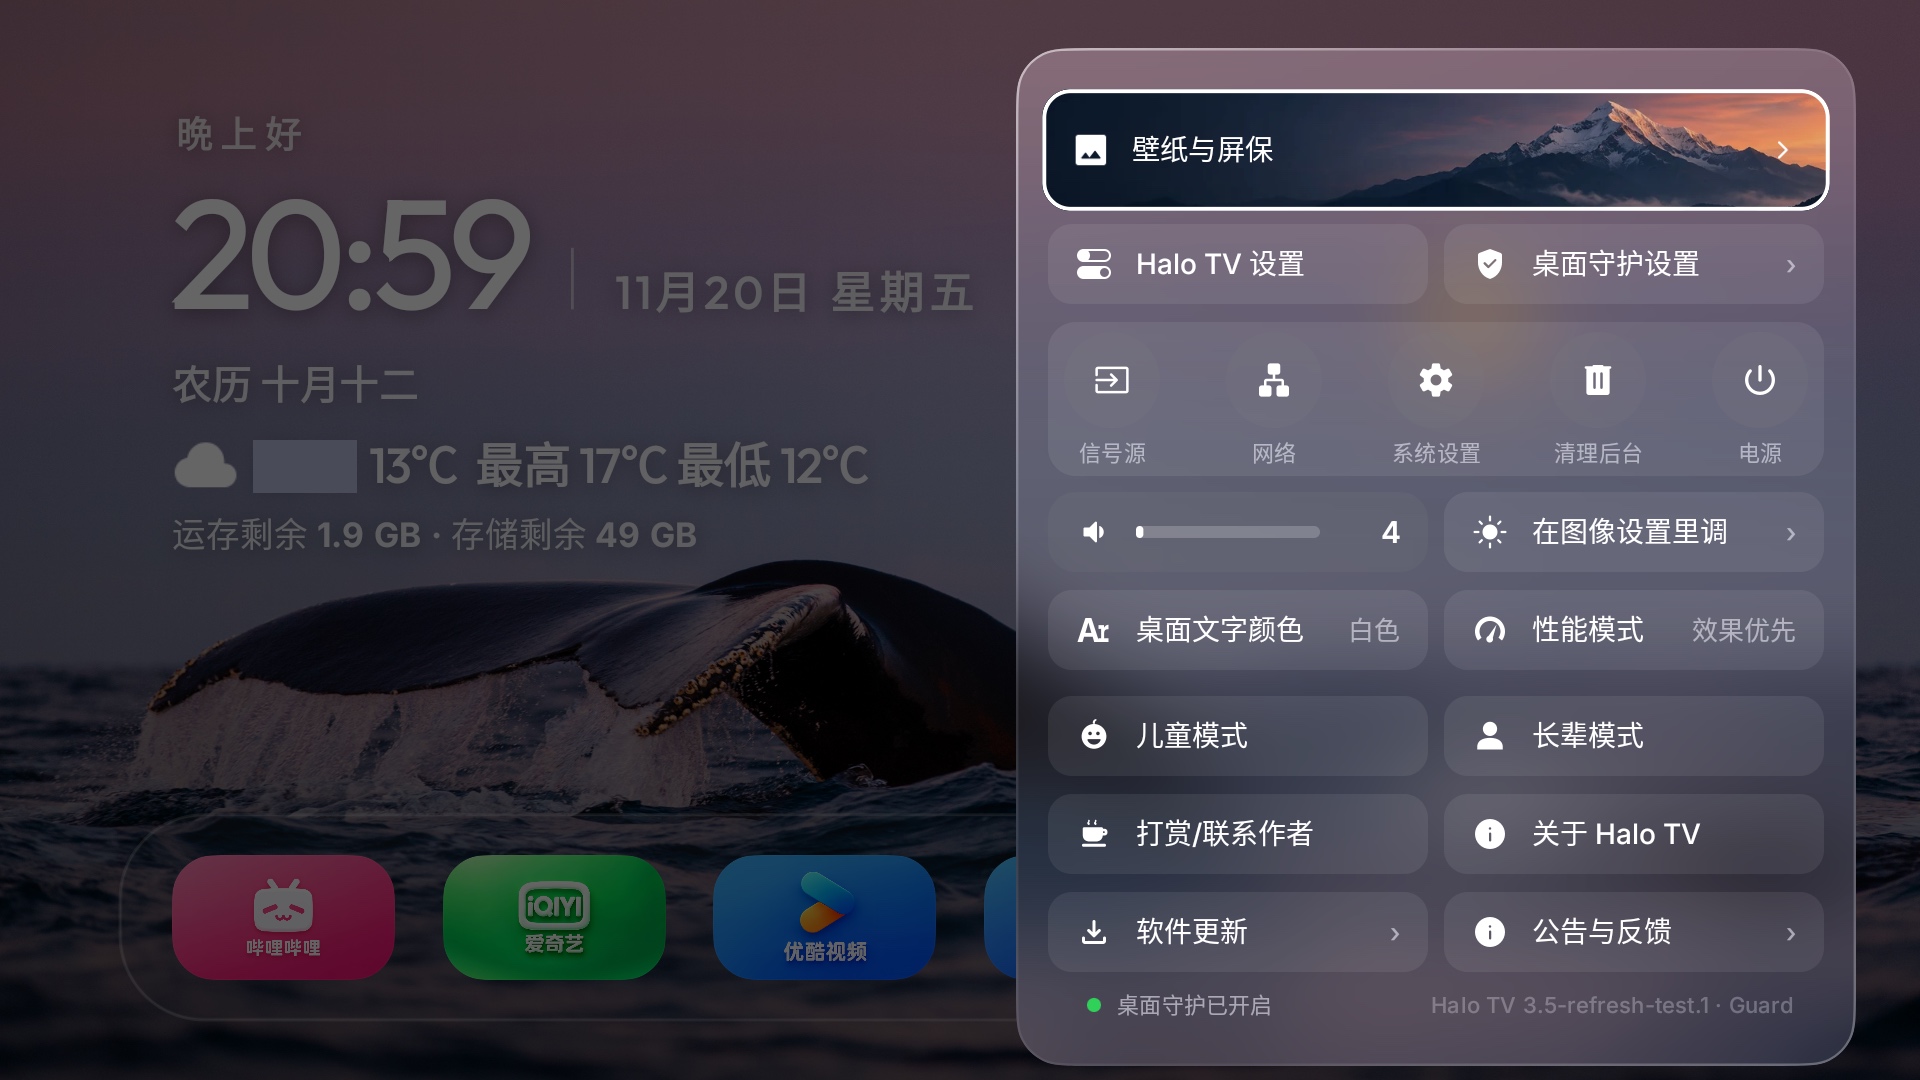 晚上好
20:59
11月20日 星期五
农历 十月十二
13°C 最高 17°C 最低 12°C
运存剩余 1.9 GB · 存储剩余 49 GB
哔哩哔哩
iQIYI
爱奇艺
优酷视频
壁纸与屏保
Halo TV 设置
桌面守护设置
信号源
网络
系统设置
清理后台
电源
4
在图像设置里调
Ar 桌面文字颜色 白色
性能模式 效果优先
儿童模式
长辈模式
打赏/联系作者
关于 Halo TV
软件更新
公告与反馈
桌面守护已开启
Halo TV 3.5-refresh-test.1 · Guard